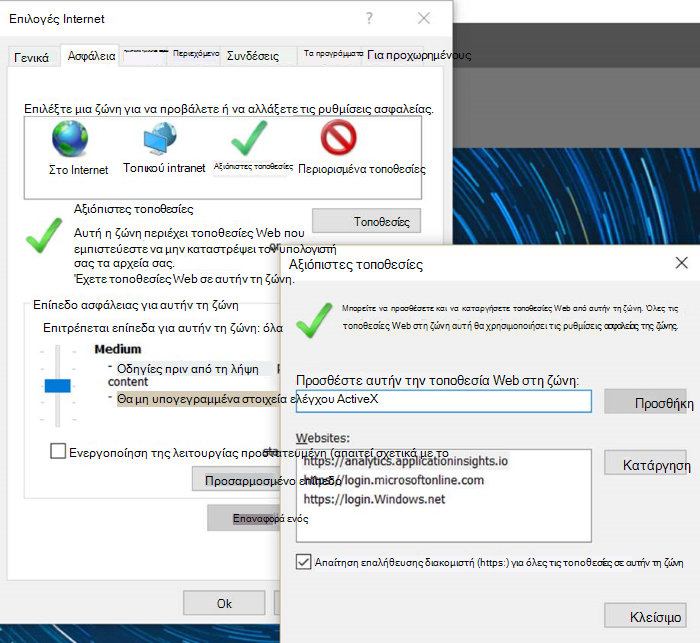 Επιλογές Internet
Γενικά Ασφάλεια Περιεχόμενο Συνδέσεις Τα προγράμματα Για προχωρημένους
Επιλέξτε μια ζώνη για να προβάλετε ή να αλλάξετε τις ρυθμίσεις ασφαλείας.
Στο Internet Τοπικού intranet Αξιόπιστες τοποθεσίες Περιορισμένα τοποθεσίες
Αξιόπιστες τοποθεσίες
Τοποθεσίες
Αυτή η ζώνη περιέχει τοποθεσίες Web που
εμπιστεύεστε να μην καταστρέψει τον υπολογιστή
σας τα αρχεία σας.
Έχετε τοποθεσίες Web σε αυτήν τη ζώνη.
Επίπεδο ασφάλειας για αυτήν τη ζώνη
Επιτρέπεται επίπεδα για αυτήν τη ζώνη: όλα
Medium
- Οδηγίες πριν από τη λήψη
content
- Θα μη υπογεγραμμένα στοιχεία ελέγχου ActiveX
Ενεργοποίηση της λειτουργίας προστατευμένη (απαιτεί σχετικά με το
Προσαρμοσμένο επίπεδο
Επαναφορά ενός
Ok
Αξιόπιστες τοποθεσίες
Μπορείτε να προσθέσετε και να καταργήσετε τοποθεσίες Web από αυτήν τη ζώνη. Όλες τις
τοποθεσίες Web στη ζώνη αυτή θα χρησιμοποιήσει τις ρυθμίσεις ασφαλείας της ζώνης.
Προσθέστε αυτήν την τοποθεσία Web στη ζώνη:
Προσθήκη
Websites:
https://analytics.applicationinsights.io
https://login.microsoftonline.com
https://login.Windows.net
Κατάργηση
Απαίτηση επαλήθευσης διακομιστή (https:) για όλες τις τοποθεσίες σε αυτήν τη ζώνη
Κλείσιμο